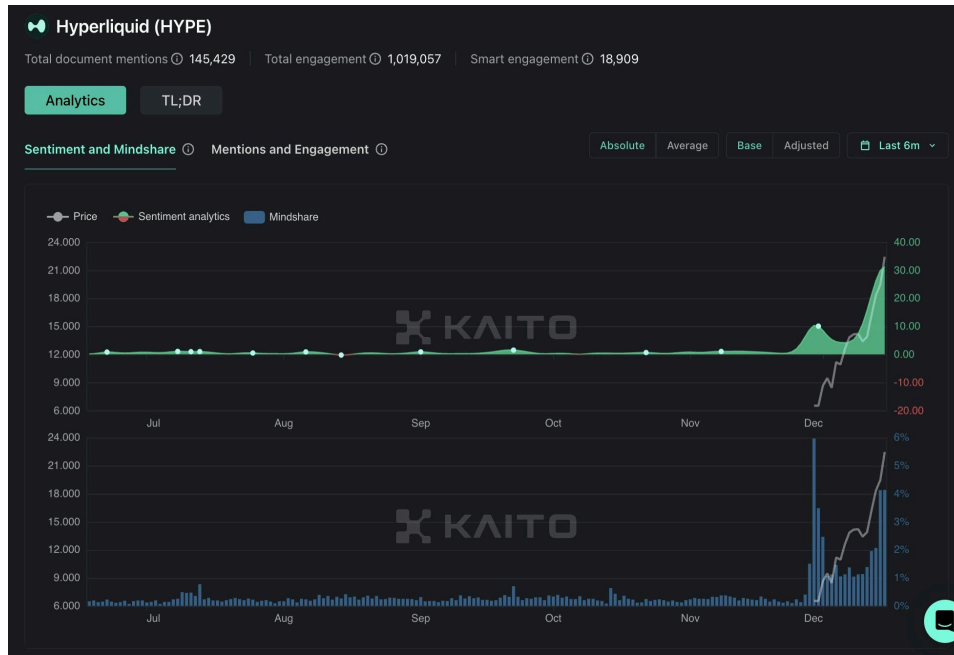 Hyperliquid (HYPE)
Total document mentions 145,429 Total engagement 1,019,057 Smart engagement 18,909
Analytics TL;DR
Sentiment and Mindshare Mentions and Engagement Absolute Average Base Adjusted Last 6m
Price Sentiment analytics Mindshare
24.000 40.00
21.000 30.00
18.000 20.00
15.000 10.00
12.000 0.00
9.000 -10.00
6.000 -20.00
KAITO
Jul Aug Sep Oct Nov Dec
24.000 6%
21.000 5%
18.000 4%
15.000 3%
12.000 2%
9.000 1%
6.000 0%
KAITO
Jul Aug Sep Oct Nov Dec